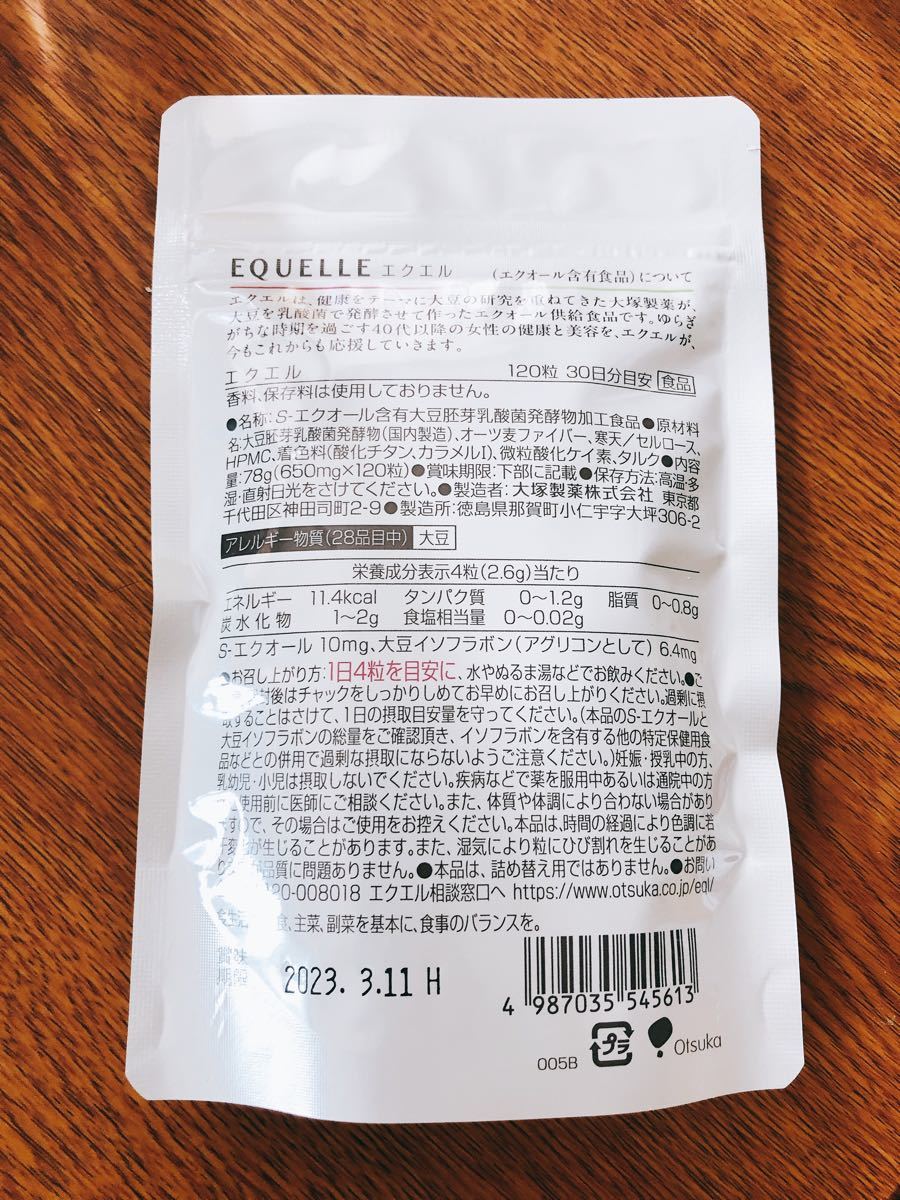 EQUELLE エクエル (エクオール含有食品)について
エクエルは、健康をテーマに大豆の研究を重ねてきた大塚製薬が、
大豆を乳酸菌で発酵させて作ったエクオール供給食品です。ゆらぎ
がちな時期を過ごす40代以降の女性の健康と美容を、エクエルが、
今もこれからも応援していきます。
エクエル 120粒 30日分目安 食品
香料、保存料は使用しておりません。
●名称:S-エクオール含有大豆胚芽乳酸菌発酵物加工食品●原材料
名:大豆胚芽乳酸菌発酵物(国内製造)、オーツ麦ファイバー、寒天/セルロース、
HPMC、着色料(酸化チタン、カラメルI)、微粒酸化ケイ素、タルク●内容
量:78g(650mg×120粒)●賞味期限:下部に記載●保存方法:高温・多
湿・直射日光をさけてください。●製造者:大塚製薬株式会社 東京都
千代田区神田司町2-9●製造所:徳島県那賀町小仁宇字大坪306-2
アレルギー物質(28品目中) 大豆
栄養成分表示4粒(2.6g)当たり
エネルギー 11.4kcal タンパク質 0〜1.2g 脂質 0〜0.8g
炭水化物 1〜2g 食塩相当量 0〜0.02g
S-エクオール 10mg、大豆イソフラボン(アグリコンとして) 6.4mg
●お召し上がり方:1日4粒を目安に、水やぬるま湯などでお飲みください。●ご
封後はチャックをしっかりしめてお早めにお召し上がりください。過剰に摂
取することはさけて、1日の摂取目安量を守ってください。(本品のS-エクオールと
大豆イソフラボンの総量をご確認頂き、イソフラボンを含有する他の特定保健用食
品などとの併用で過剰な摂取にならないようご注意ください。)妊娠・授乳中の方、
乳幼児・小児は摂取しないでください。疾病などで薬を服用中あるいは通院中の方
使用前に医師にご相談ください。また、体質や体調により合わない場合があり
ますので、その場合はご使用をお控えください。本品は、時間の経過により色調に若
干変化が生じることがあります。また、湿気により粒にひび割れを生じることがあ
り 品質に問題ありません。●本品は、詰め替え用ではありません。●お問い
120-008018 エクエル相談窓口へ https://www.otsuka.co.jp/eql/
食生活 食、主菜、副菜を基本に、食事のバランスを。
賞味
期限 2023. 3.11 H
4 987035 545613
005B プラ Otsuka